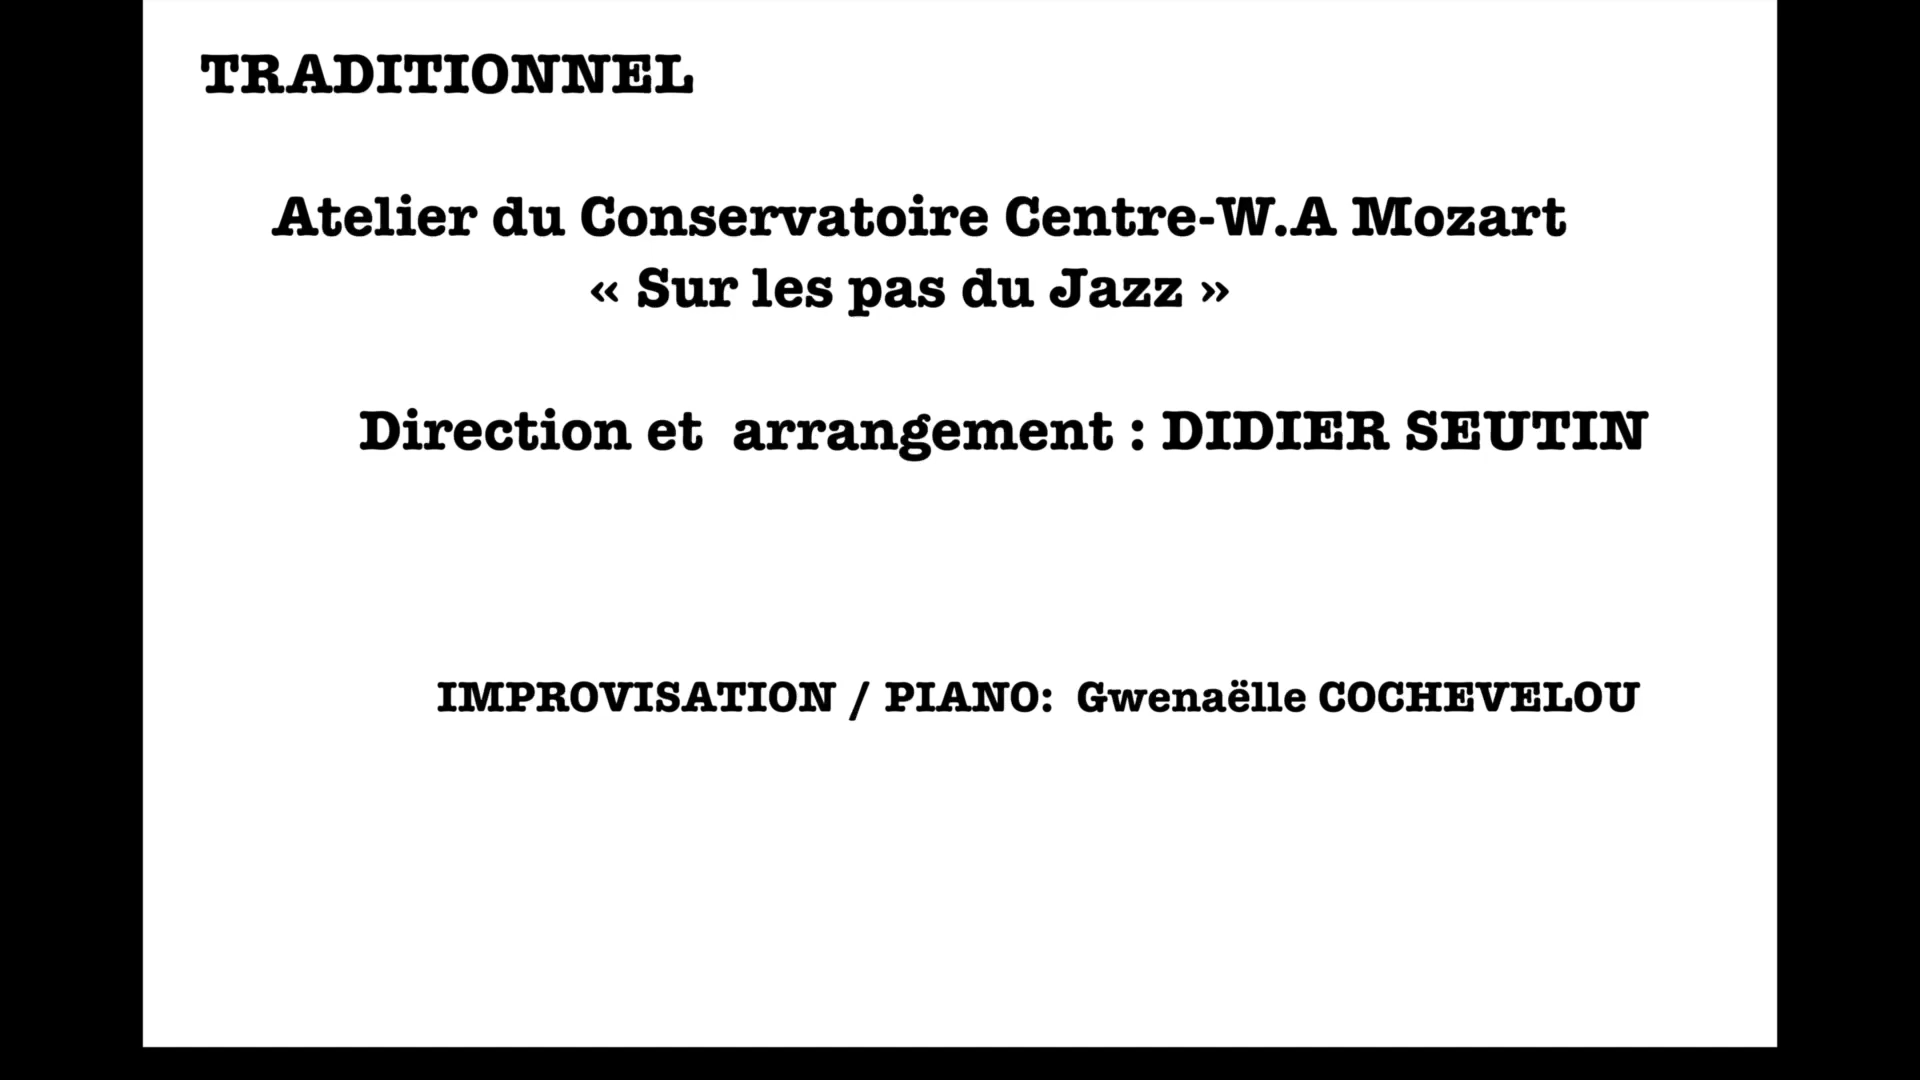 TRADITIONNEL
Atelier du Conservatoire Centre-W.A Mozart
« Sur les pas du Jazz »
Direction et  arrangement : DIDIER SEUTIN
IMPROVISATION / PIANO:  Gwenaëlle COCHEVELOU